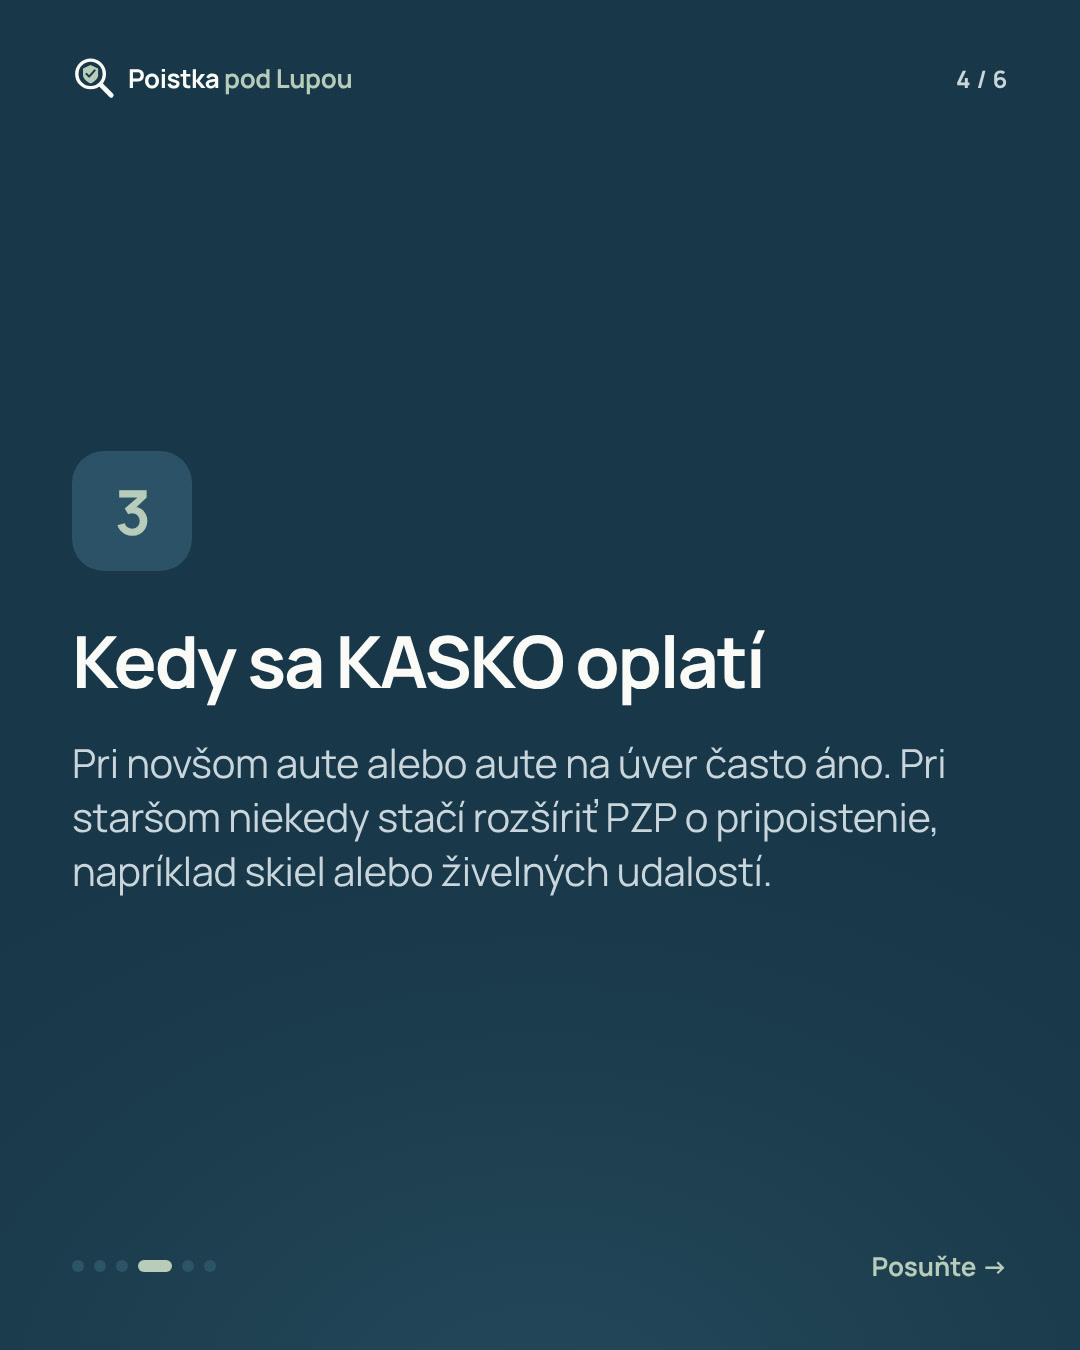 Poistka pod Lupou
4 / 6
3
Kedy sa KASKO oplatí
Pri novšom aute alebo aute na úver často áno. Pri
staršom niekedy stačí rozšíriť PZP o pripoistenie,
napríklad skiel alebo živelných udalostí.
Posuňte →